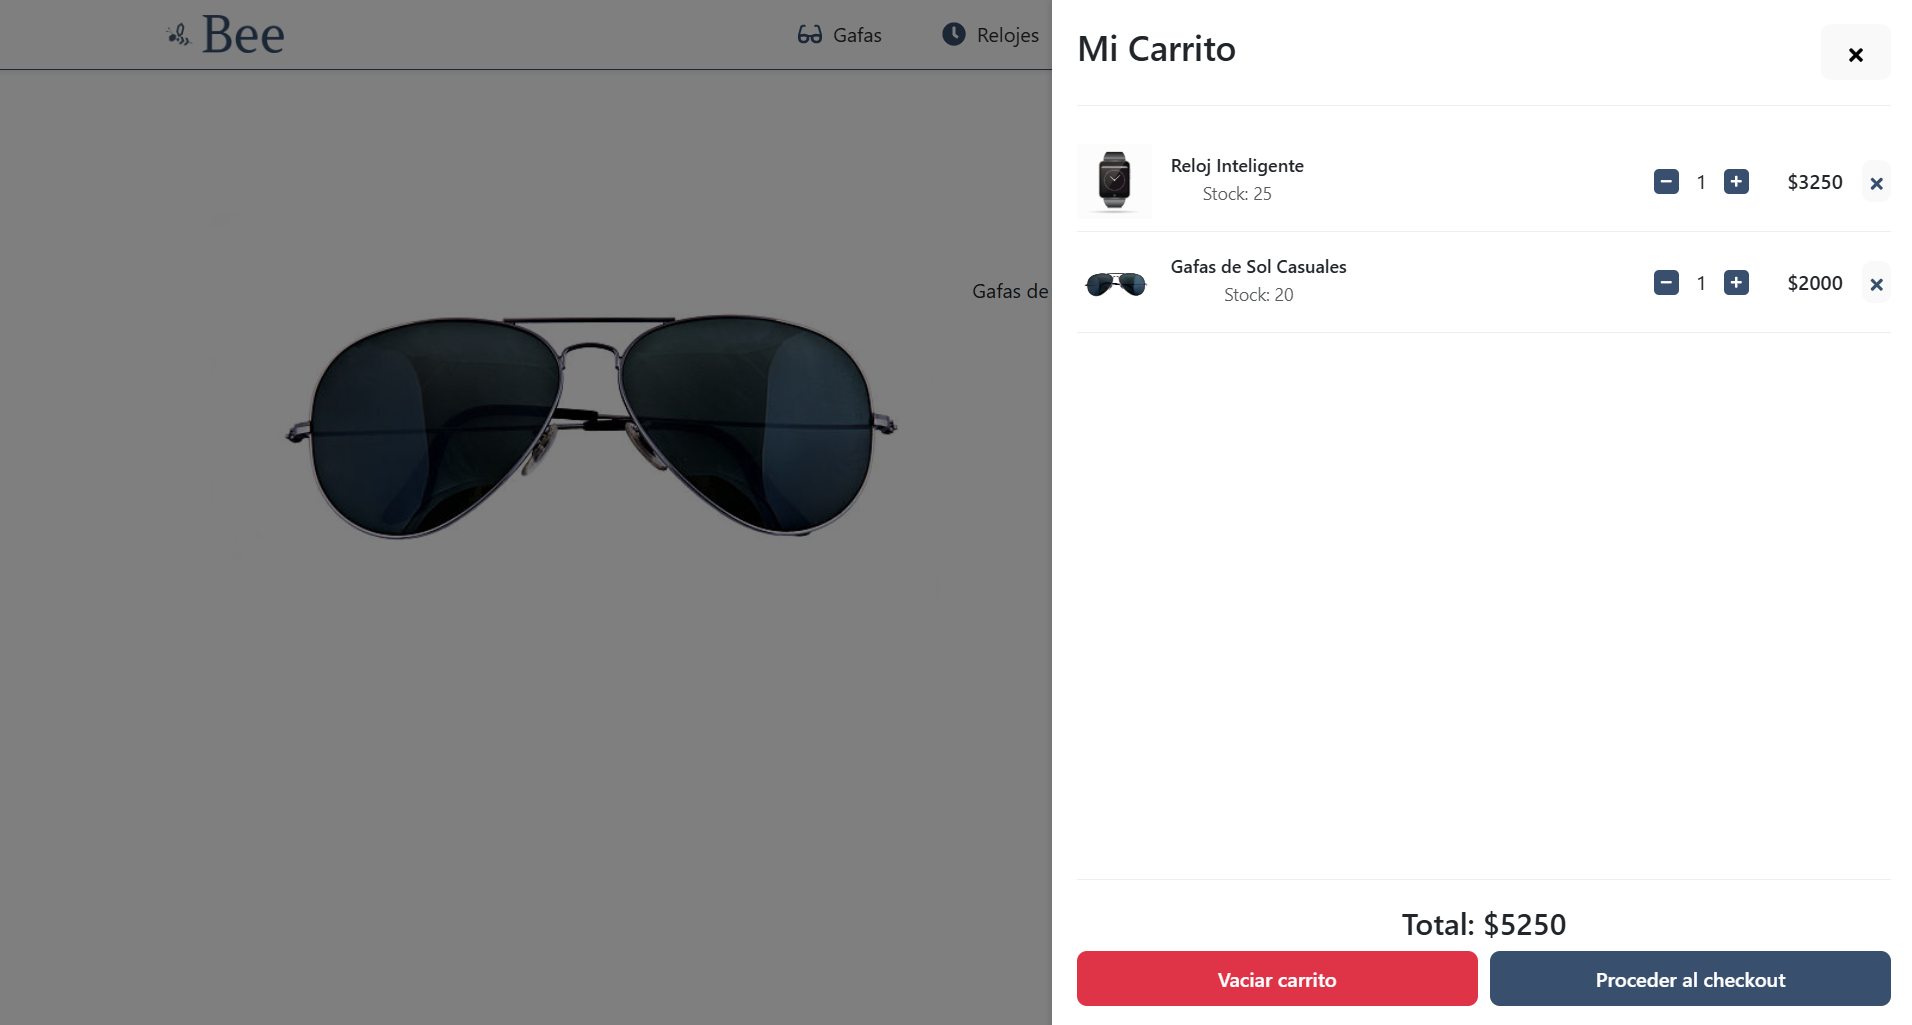 Bee
Gafas
Relojes
Gafas de
Mi Carrito
Reloj Inteligente
Stock: 25
1
$3250
Gafas de Sol Casuales
Stock: 20
1
$2000
Total: $5250
Vaciar carrito
Proceder al checkout